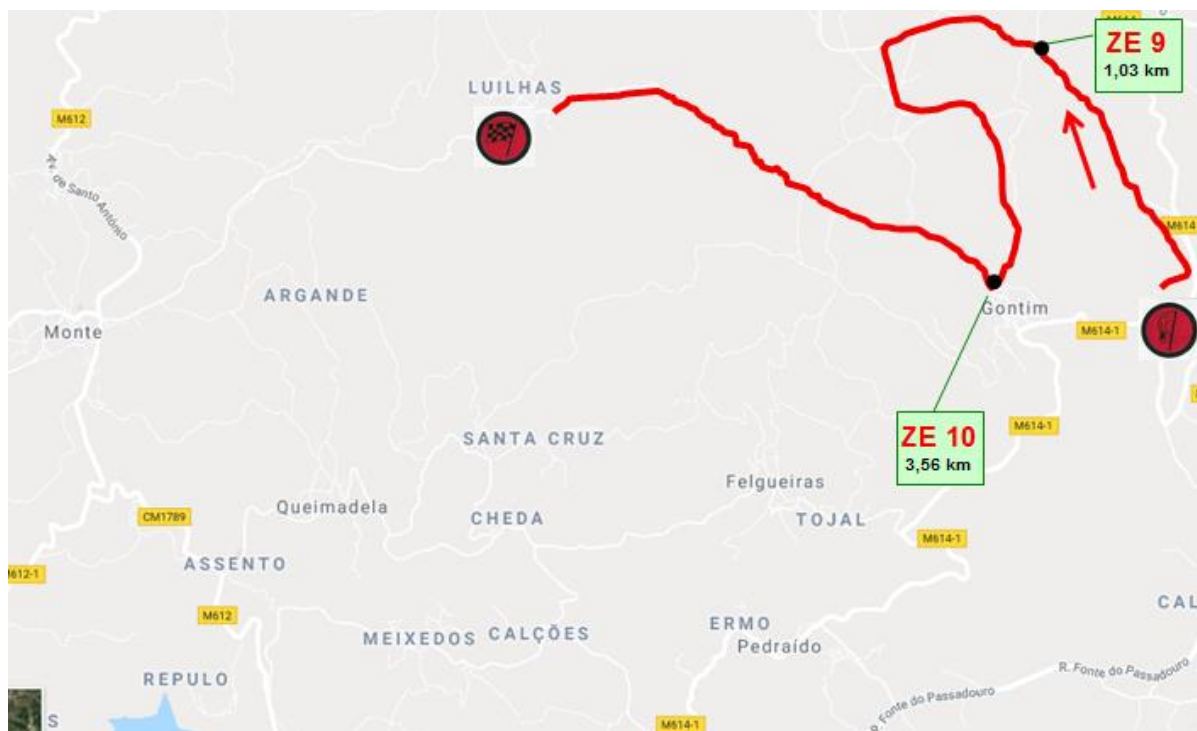 ZE 9
1,03 km
LUILHAS
M612
Av. de Santo António
M614
ARGANDE
Gontim
Monte
M614-1
ZE 10
3,56 km
M614-1
SANTA CRUZ
Felgueiras
Queimadela
CHEDA
TOJAL
CM1789
M614-1
ASSENTO
M612-1
CAL
M612
ERMO
MEIXEDOS
CALÇÕES
Pedraído
R. Fonte do Passadouro
REPULO
R. Fonte do Passadouro
S
M614-1